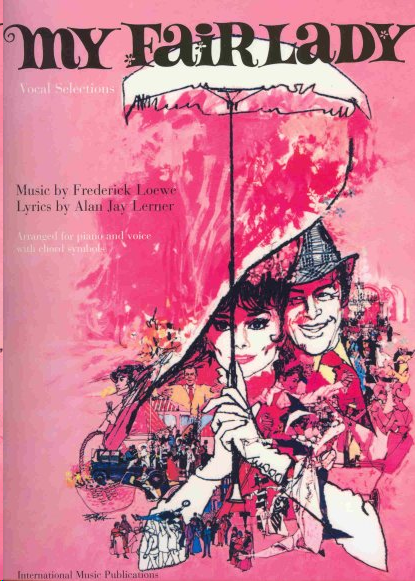 MY FAIR LADY
Vocal Selections
Music by Frederick Loewe
Lyrics by Alan Jay Lerner
Arranged for piano and voice
with chord symbols
International Music Publications